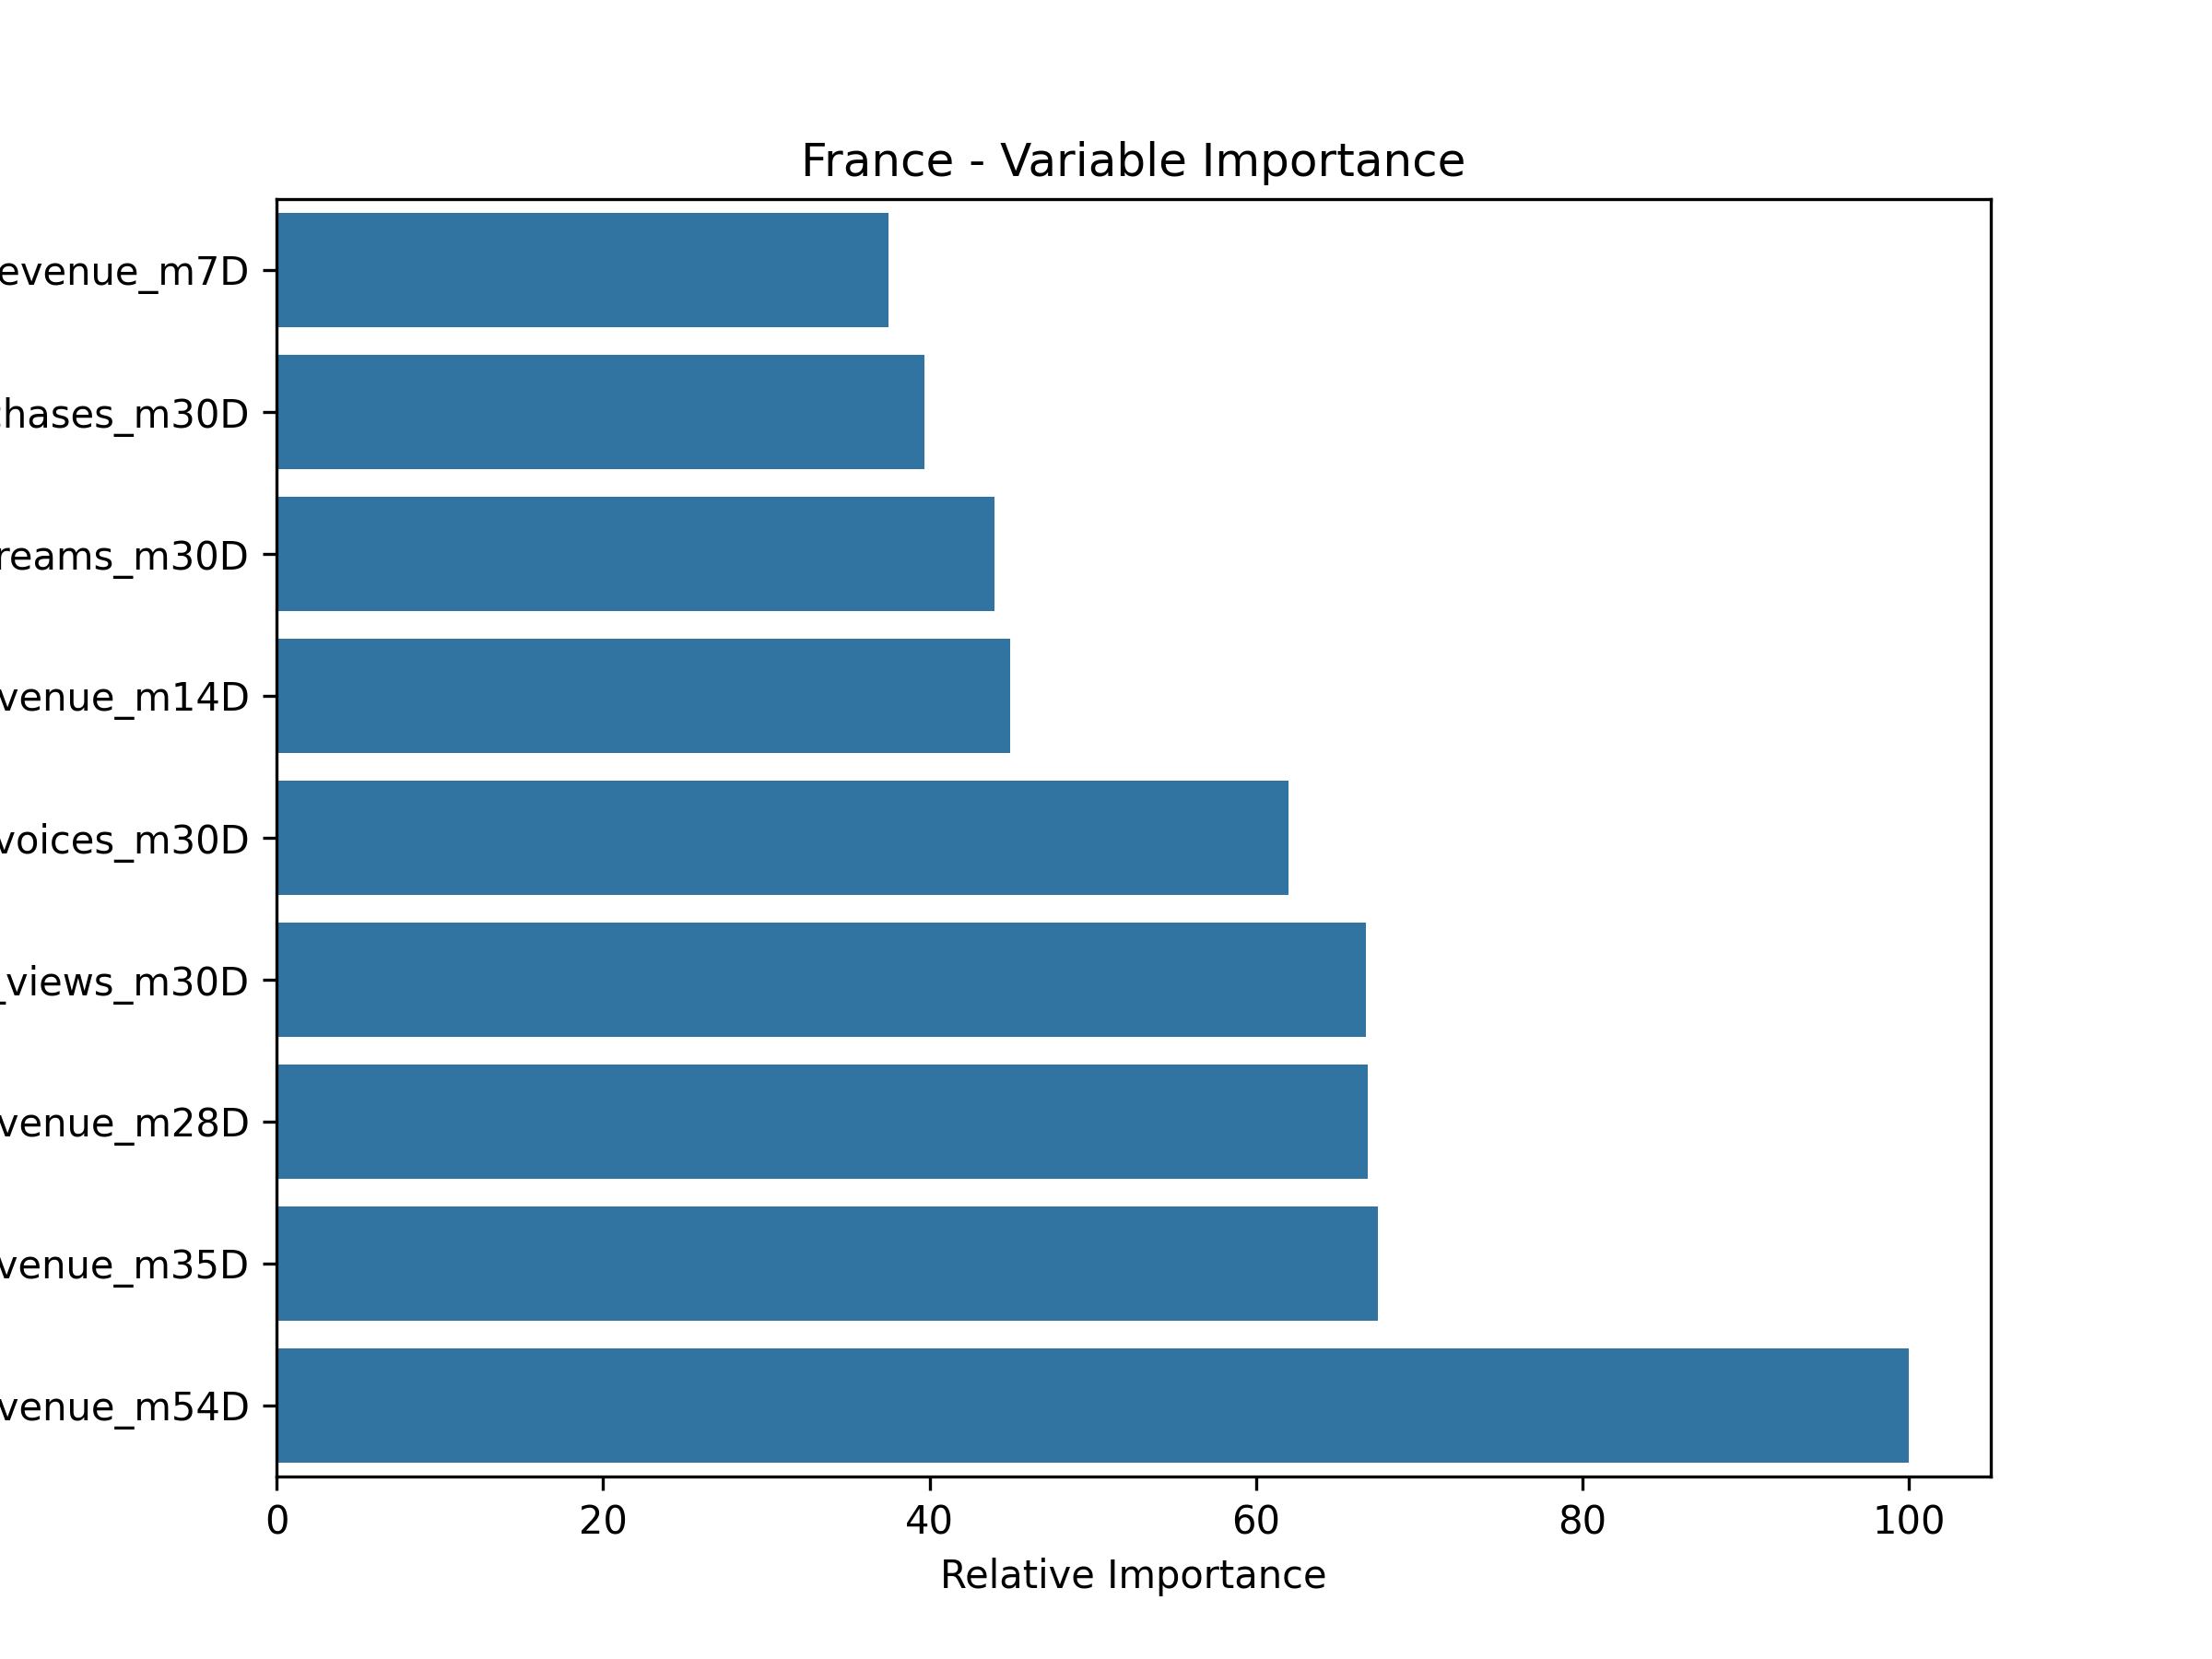 France - Variable Importance
evenue_m7D
hases_m30D
reams_m30D
venue_m14D
voices_m30D
_views_m30D
venue_m28D
venue_m35D
venue_m54D
0 20 40 60 80 100
Relative Importance